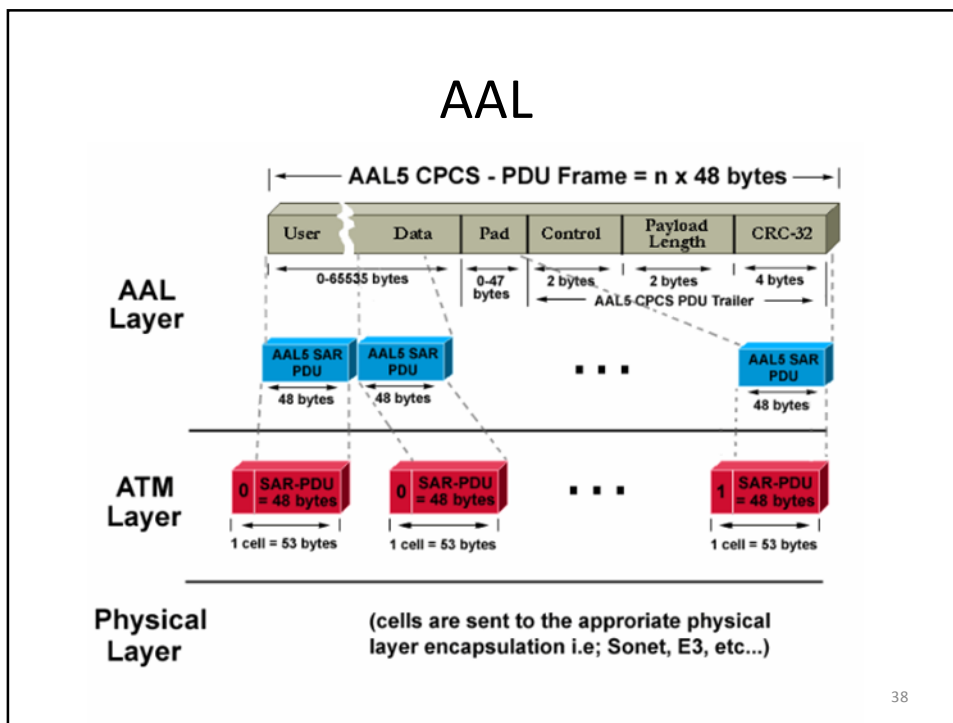 AAL
AAL5 CPCS - PDU Frame = n x 48 bytes
User Data Pad Control Payload Length CRC-32
0-65535 bytes
0-47 bytes
2 bytes
2 bytes
4 bytes
AAL5 CPCS PDU Trailer
AAL
Layer
AAL5 SAR
PDU
48 bytes
AAL5 SAR
PDU
48 bytes
. . .
AAL5 SAR
PDU
48 bytes
ATM
Layer
0 SAR-PDU
= 48 bytes
1 cell = 53 bytes
0 SAR-PDU
= 48 bytes
1 cell = 53 bytes
. . .
1 SAR-PDU
= 48 bytes
1 cell = 53 bytes
Physical
Layer
(cells are sent to the approriate physical
layer encapsulation i.e; Sonet, E3, etc...)
38